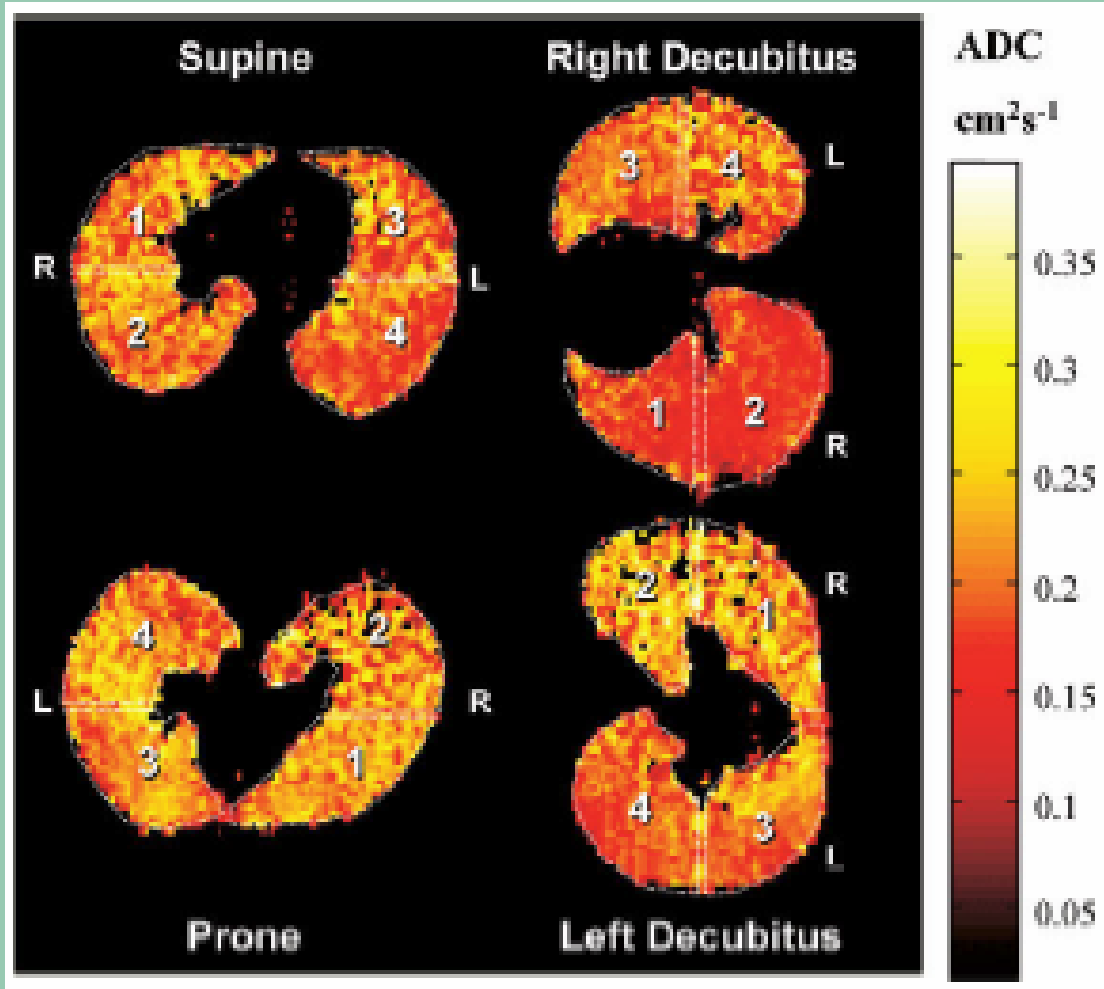 Supine
Right Decubitus
ADC
cm²s⁻¹
3 4 L
1 3
R L
2 4
1 2
R
0.35
0.3
0.25
0.2
0.15
0.1
0.05
2 R
1
4 2
L R
3 1
4 3
L
Prone
Left Decubitus